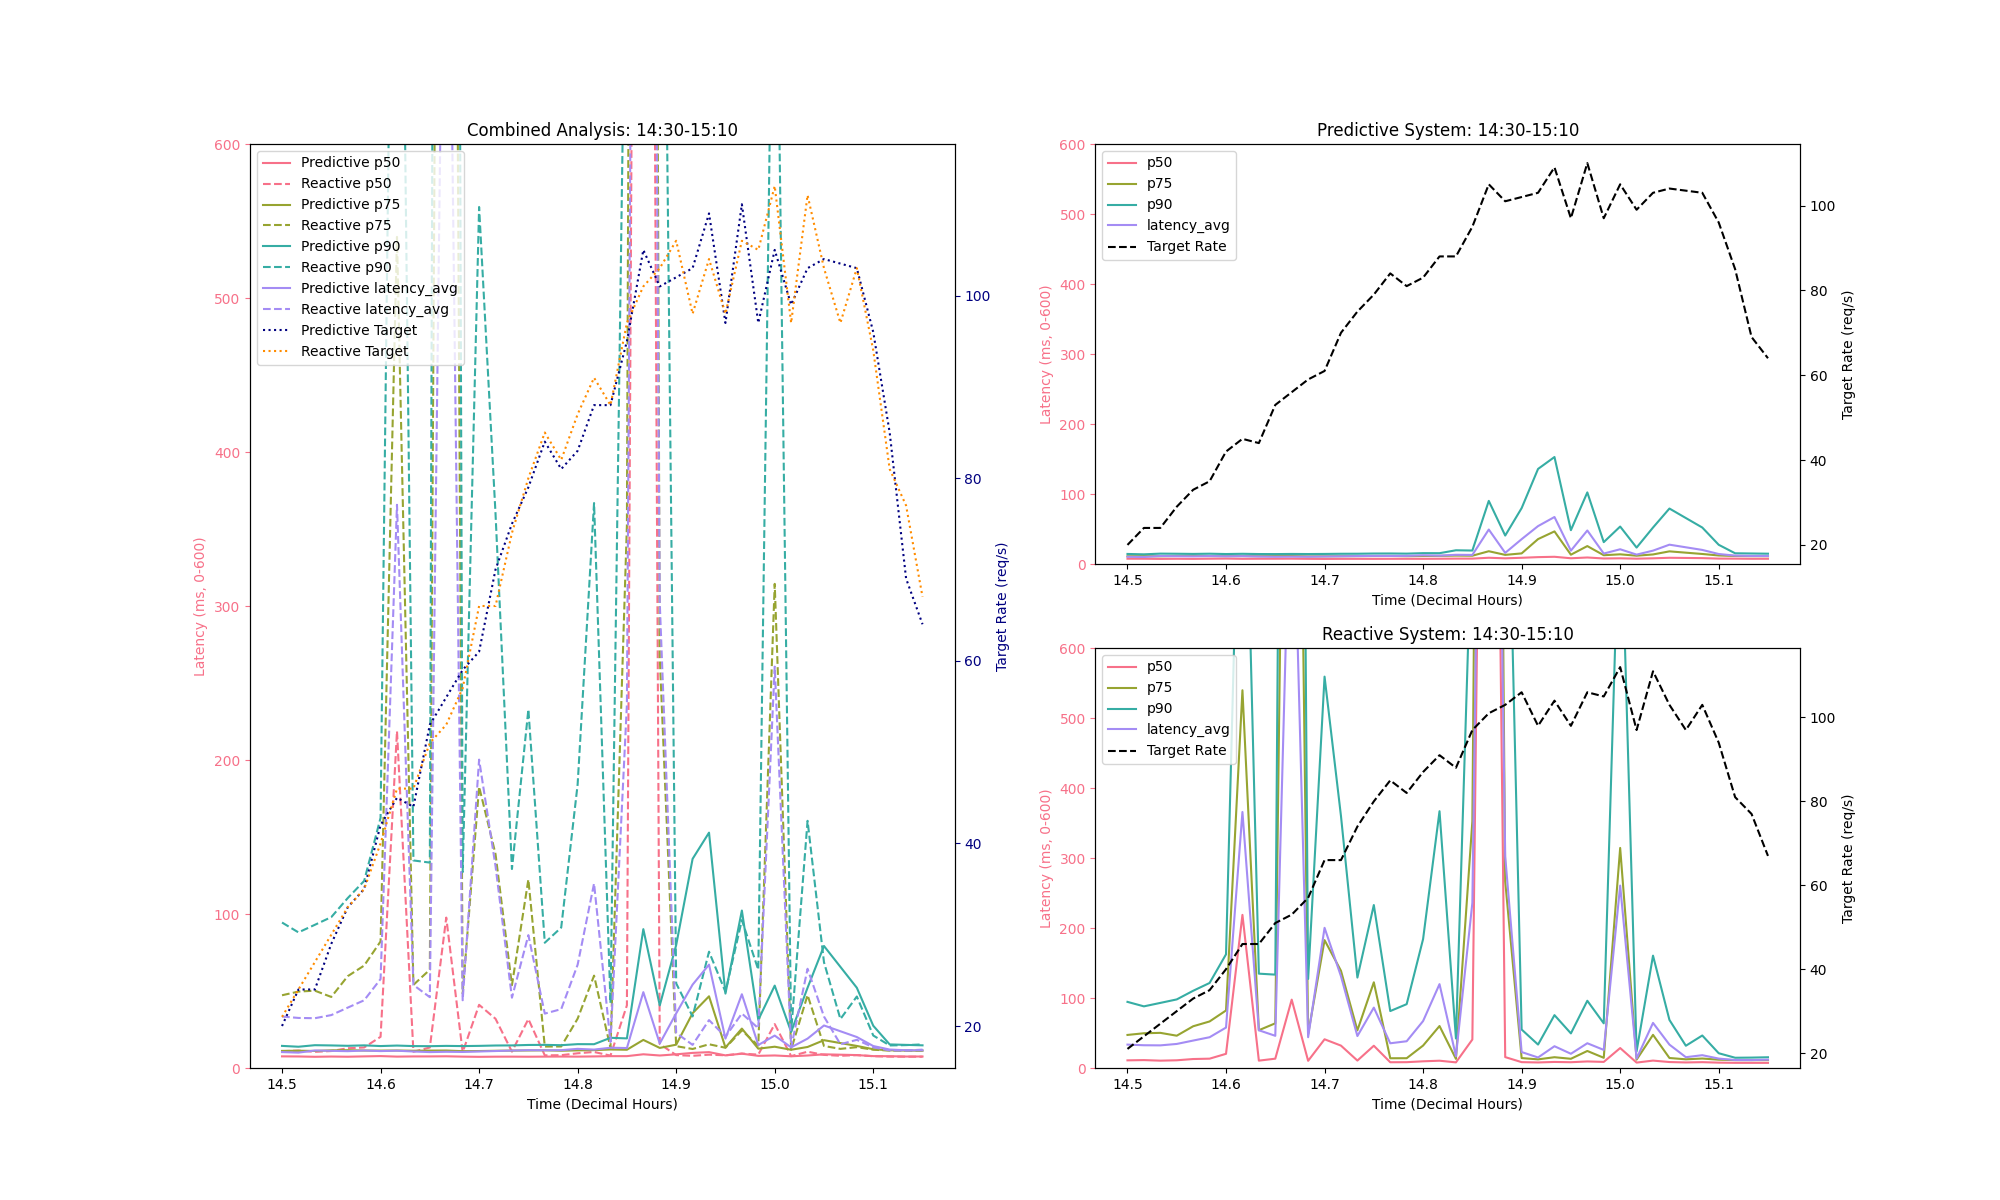 Combined Analysis: 14:30-15:10
600
500
400
300
200
100
0
Latency (ms, 0-600)
Predictive p50
Reactive p50
Predictive p75
Reactive p75
Predictive p90
Reactive p90
Predictive latency_avg
Reactive latency_avg
Predictive Target
Reactive Target
100
80
60
40
20
Target Rate (req/s)
14.5 14.6 14.7 14.8 14.9 15.0 15.1
Time (Decimal Hours)
Predictive System: 14:30-15:10
600
500
400
300
200
100
0
Latency (ms, 0-600)
p50
p75
p90
latency_avg
Target Rate
100
80
60
40
20
Target Rate (req/s)
14.5 14.6 14.7 14.8 14.9 15.0 15.1
Time (Decimal Hours)
Reactive System: 14:30-15:10
600
500
400
300
200
100
0
Latency (ms, 0-600)
p50
p75
p90
latency_avg
Target Rate
100
80
60
40
20
Target Rate (req/s)
14.5 14.6 14.7 14.8 14.9 15.0 15.1
Time (Decimal Hours)